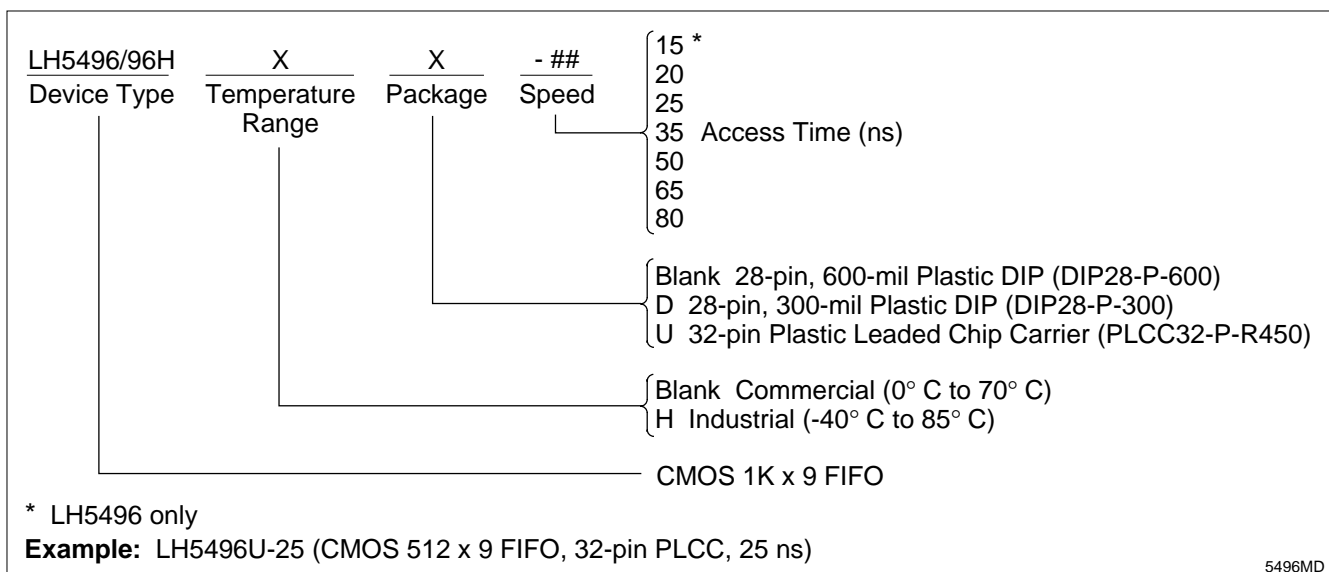 LH5496/96H X X - ##
Device Type Temperature Range Package Speed
15 *
20
25
35 Access Time (ns)
50
65
80
Blank 28-pin, 600-mil Plastic DIP (DIP28-P-600)
D 28-pin, 300-mil Plastic DIP (DIP28-P-300)
U 32-pin Plastic Leaded Chip Carrier (PLCC32-P-R450)
Blank Commercial (0° C to 70° C)
H Industrial (-40° C to 85° C)
CMOS 1K x 9 FIFO
* LH5496 only
Example: LH5496U-25 (CMOS 512 x 9 FIFO, 32-pin PLCC, 25 ns)
5496MD